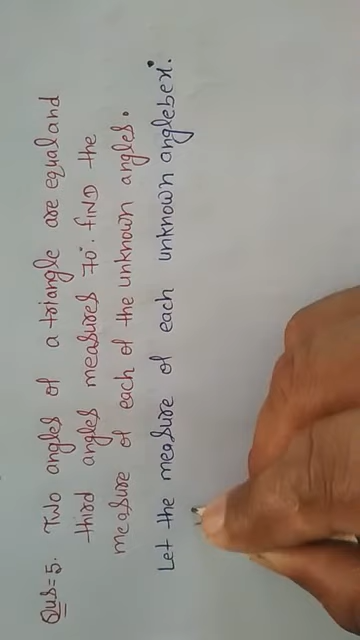 Qus=5. Two angles of a triangle are equal and
third angles measures 70°. FIND the
measure of each of the unknown angles.
Let the measure of each unknown angle be x°.